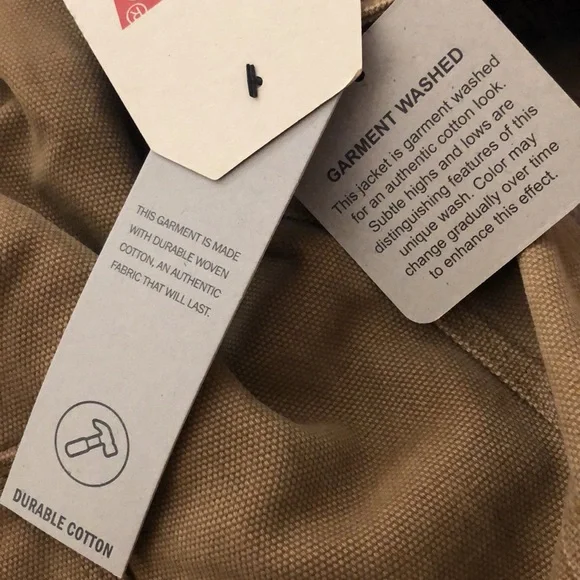 ®
THIS GARMENT IS MADE
WITH DURABLE WOVEN
COTTON, AN AUTHENTIC
FABRIC THAT WILL LAST.
DURABLE COTTON
GARMENT WASHED
This jacket is garment washed
for an authentic cotton look.
Subtle highs and lows are
distinguishing features of this
unique wash. Color may
change gradually over time
to enhance this effect.